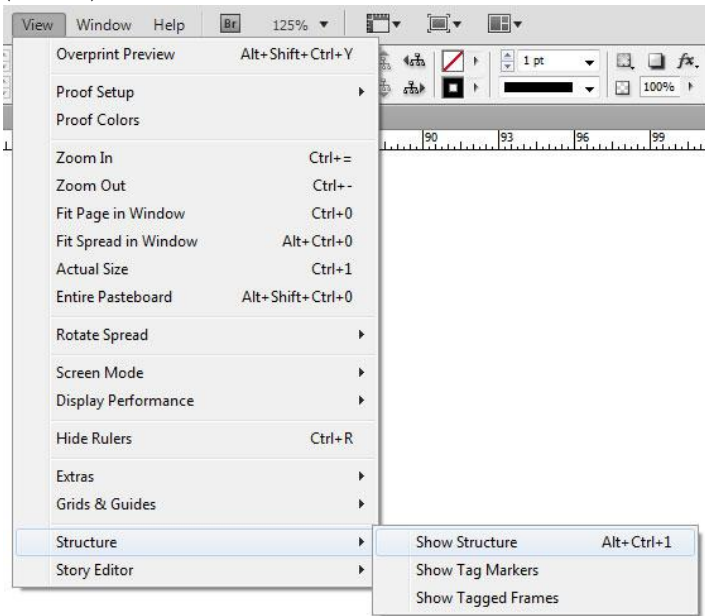 View Window Help Br 125%
Overprint Preview Alt+Shift+Ctrl+Y
1 pt fx.
Proof Setup
100%
Proof Colors
90 93 96 99
Zoom In Ctrl+=
Zoom Out Ctrl+-
Fit Page in Window Ctrl+0
Fit Spread in Window Alt+Ctrl+0
Actual Size Ctrl+1
Entire Pasteboard Alt+Shift+Ctrl+0
Rotate Spread
Screen Mode
Display Performance
Hide Rulers Ctrl+R
Extras
Grids & Guides
Structure
Show Structure Alt+Ctrl+1
Story Editor
Show Tag Markers
Show Tagged Frames